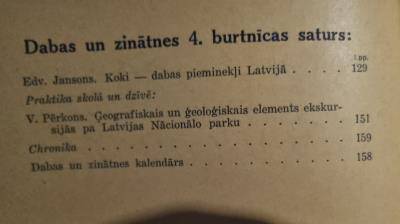 Dabas un zinātnes 4. burtnīcas saturs:
Lpp.
Edv. Jansons. Koki — dabas pieminekļi Latvijā . . . . 129
Praktika skolā un dzīvē:
V. Pērkons. Ģeografiskais un ģeoloģiskais elements ekskur-
sijās pa Latvijas Nācionālo parku . . . . . . . 151
Chronika . . . . . . . . . . . . . . . 159
Dabas un zinātnes kalendārs . . . . . . . . . . 158